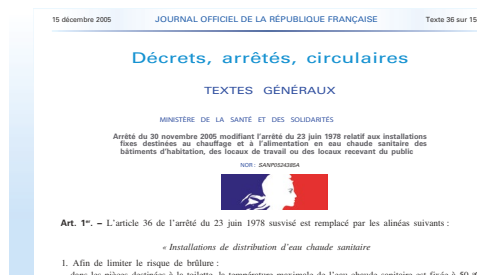 15 décembre 2005 JOURNAL OFFICIEL DE LA RÉPUBLIQUE FRANÇAISE Texte 36 sur 15
Décrets, arrêtés, circulaires
TEXTES GÉNÉRAUX
MINISTÈRE DE LA SANTÉ ET DES SOLIDARITÉS
Arrêté du 30 novembre 2005 modifiant l'arrêté du 23 juin 1978 relatif aux installations
fixes destinées au chauffage et à l'alimentation en eau chaude sanitaire des
bâtiments d'habitation, des locaux de travail ou des locaux recevant du public
NOR : SANP0524385A
Art. 1er. – L'article 36 de l'arrêté du 23 juin 1978 susvisé est remplacé par les alinéas suivants :
« Installations de distribution d'eau chaude sanitaire
1. Afin de limiter le risque de brûlure :
dans les pièces destinées à la toilette, la température maximale de l'eau chaude sanitaire est fixée à 50